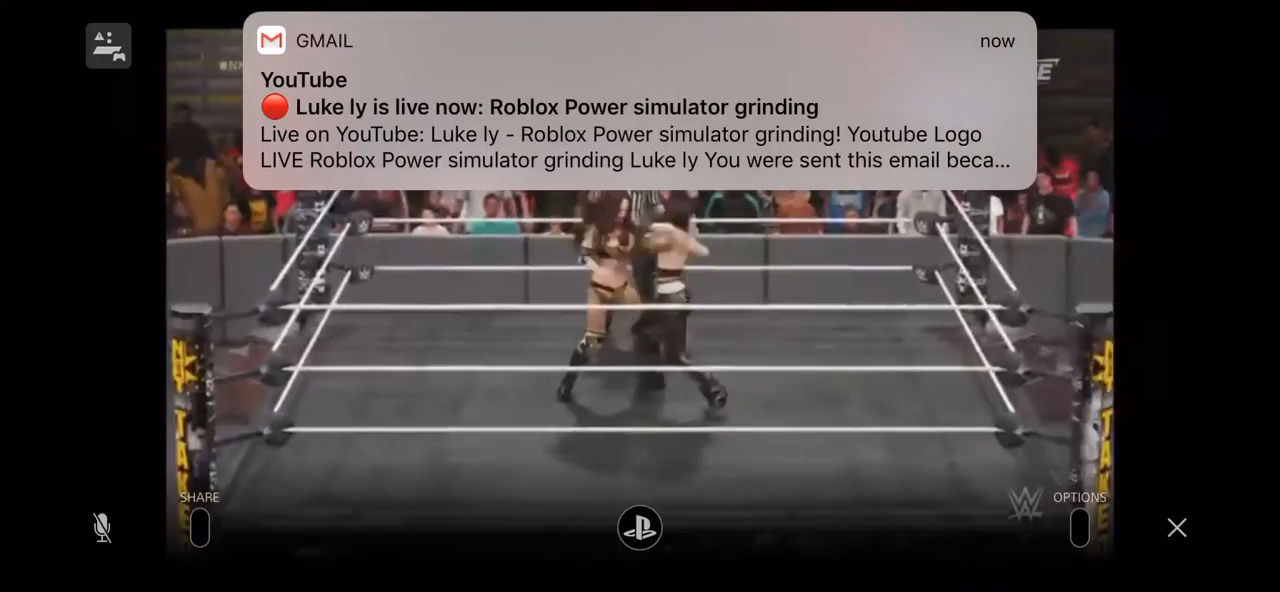 GMAIL
now
YouTube
🔴 Luke ly is live now: Roblox Power simulator grinding
Live on YouTube: Luke ly - Roblox Power simulator grinding! Youtube Logo
LIVE Roblox Power simulator grinding Luke ly You were sent this email beca...
#NX
SHARE
OPTIONS